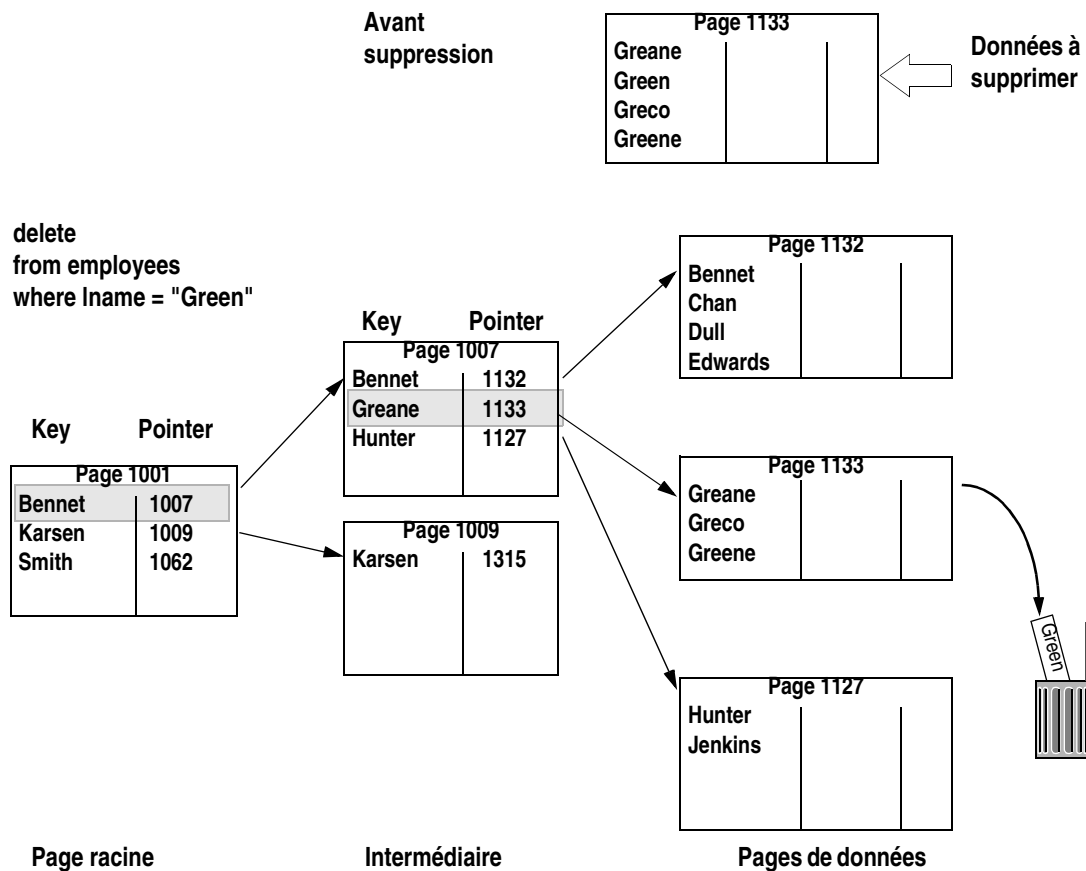 Avant
suppression
Page 1133
Greane
Green
Greco
Greene
Données à
supprimer
delete
from employees
where lname = "Green"
Key Pointer
Page 1001
Bennet 1007
Karsen 1009
Smith 1062
Key Pointer
Page 1007
Bennet 1132
Greane 1133
Hunter 1127
Page 1009
Karsen 1315
Page 1132
Bennet
Chan
Dull
Edwards
Page 1133
Greane
Greco
Greene
Green
Page 1127
Hunter
Jenkins
Page racine
Intermédiaire
Pages de données